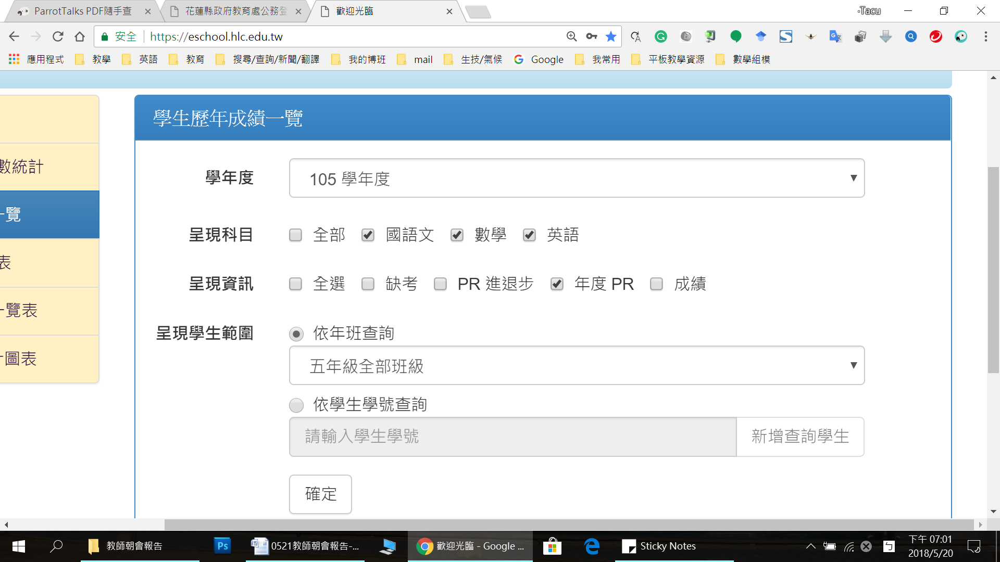 ParrotTalks PDF隨手查
花蓮縣政府教育處公務登
歡迎光臨
Tacu
安全
https://eschool.hlc.edu.tw
應用程式
教學
英語
教育
搜尋/查詢/新聞/翻譯
我的博班
mail
生技/氣候
Google
我常用
平板教學資源
數學組模
數統計
一覽
表
一覽表
計圖表
學生歷年成績一覽
學年度
105 學年度
呈現科目
全部
國語文
數學
英語
呈現資訊
全選
缺考
PR 進退步
年度 PR
成績
呈現學生範圍
依年班查詢
五年級全部班級
依學生學號查詢
請輸入學生學號
新增查詢學生
確定
教師朝會報告
Ps
0521教師朝會報告-...
歡迎光臨 - Google ...
Sticky Notes
ㄅ
下午 07:01
2018/5/20